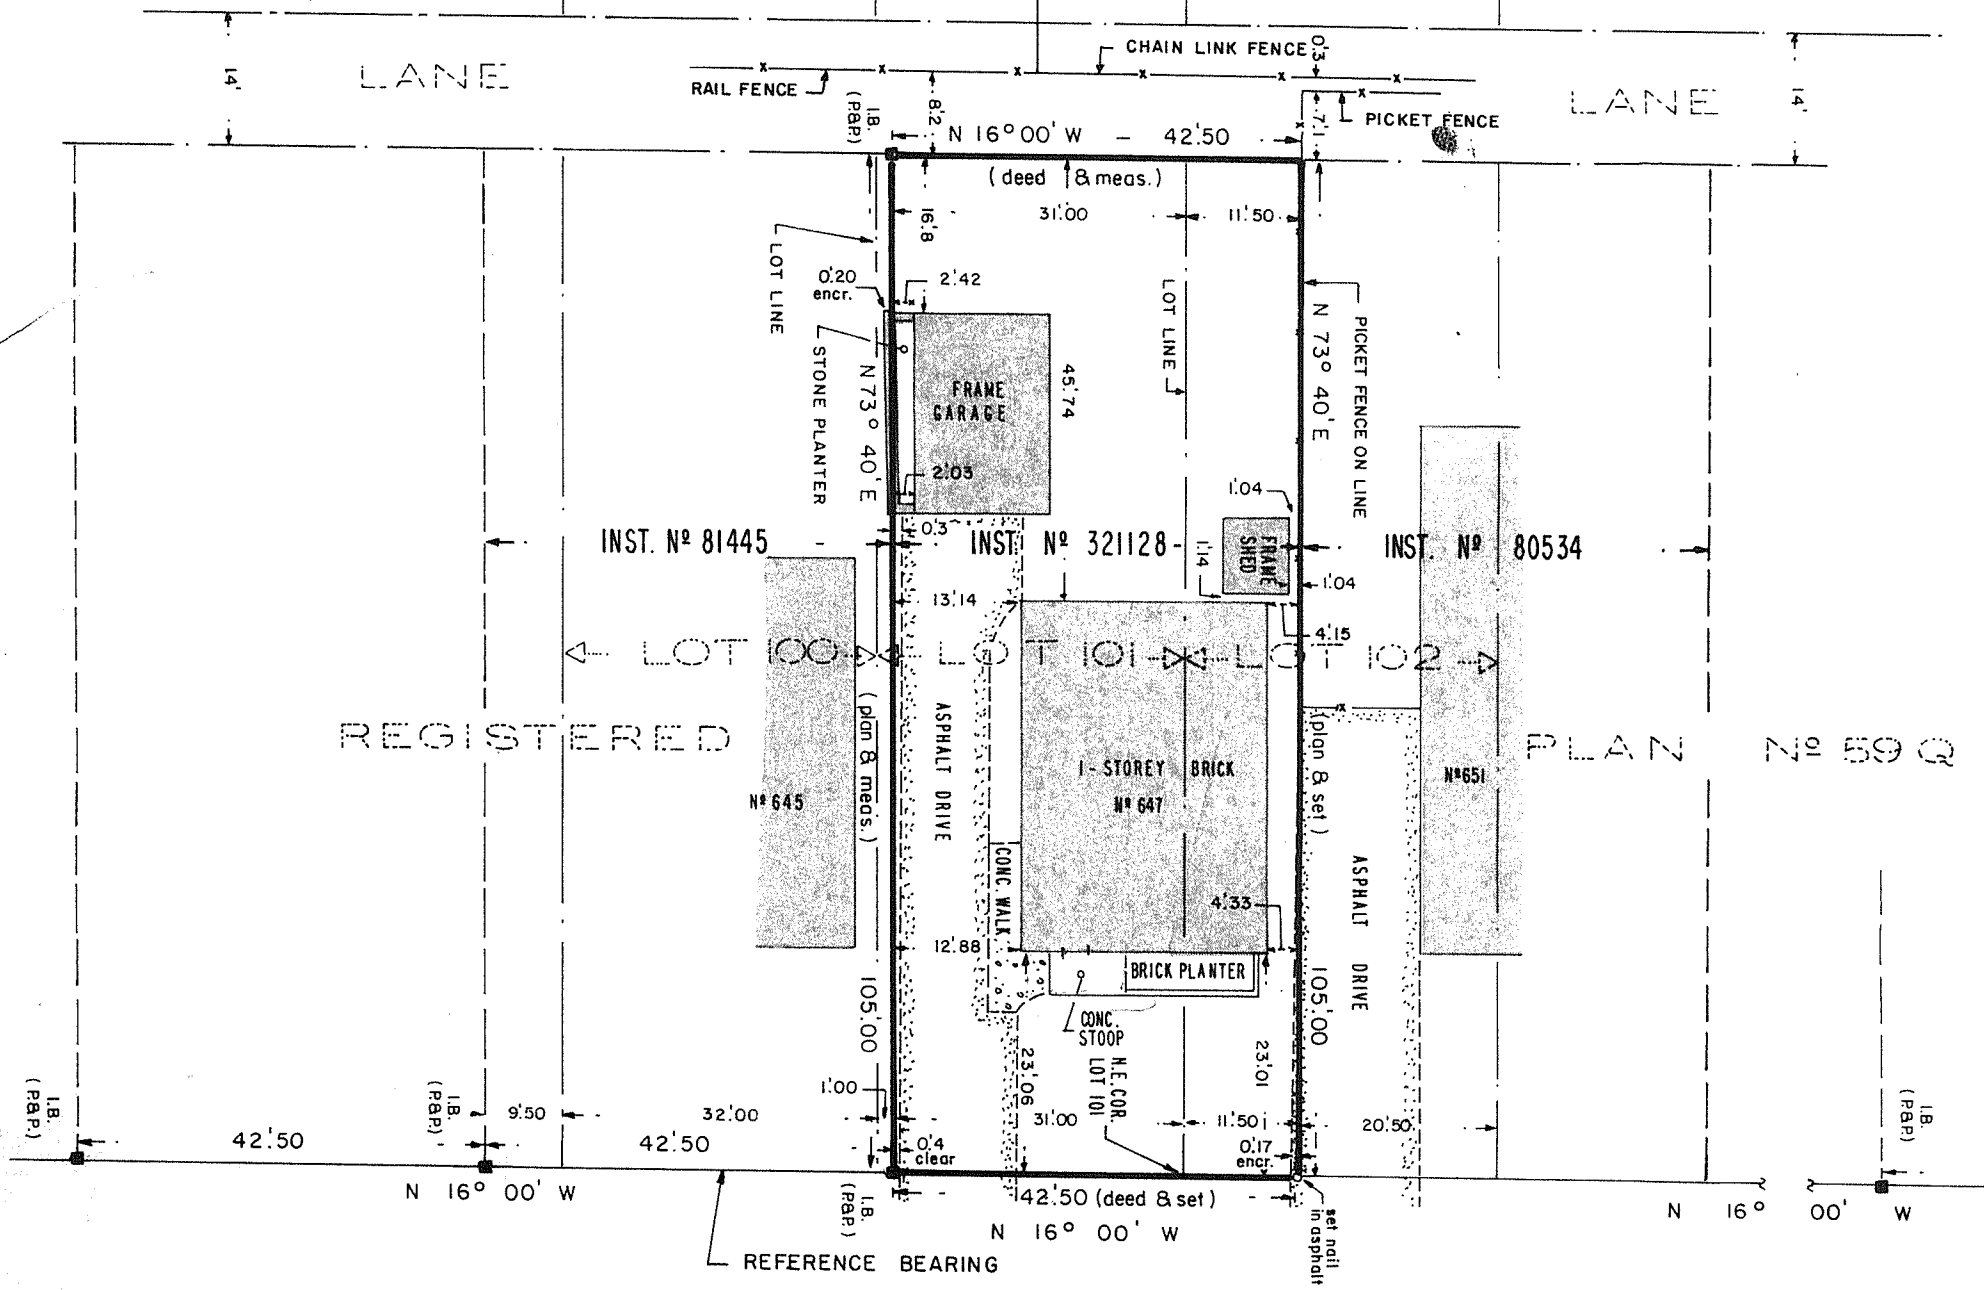 CHAIN LINK FENCE
0'.3
14'
LANE
RAIL FENCE
8'.2
I.B.
(P.&P.)
N 16° 00' W - 42'.50
7'.1
PICKET FENCE
LANE
14'
(deed & meas.)
16'.8
31'.00
11'.50
LOT LINE
0'.20
encr.
2'.42
LOT LINE
N 73° 40' E
PICKET FENCE ON LINE
STONE PLANTER
N 73° 40' E
FRAME
GARAGE
45'.74
2'.03
1'.04
INST. Nº 81445
0'.3
INST. Nº 321128
1'.14
FRAME
SHED
INST. Nº 80534
1'.04
13'.14
4'.15
LOT 100
LOT 101
LOT 102
REGISTERED
PLAN Nº 59 Q
(plan & meas.)
ASPHALT DRIVE
(plan & set)
1-STOREY BRICK
Nº 647
Nº 645
Nº 651
CONC. WALK
4'.33
ASPHALT DRIVE
12'.88
BRICK PLANTER
105'.00
105'.00
CONC.
STOOP
23'.06
N.E. COR.
LOT 101
23'.01
I.B.
(P.&P.)
I.B.
(P.&P.)
9'.50
32'.00
1'.00
31'.00
11'.50
20'.50
I.B.
(P.&P.)
42'.50
42'.50
0'.4
clear
0'.17
encr.
N 16° 00' W
I.B.
(P.&P.)
42'.50 (deed & set)
N 16° 00' W
set nail
in asphalt
N 16° 00' W
REFERENCE BEARING